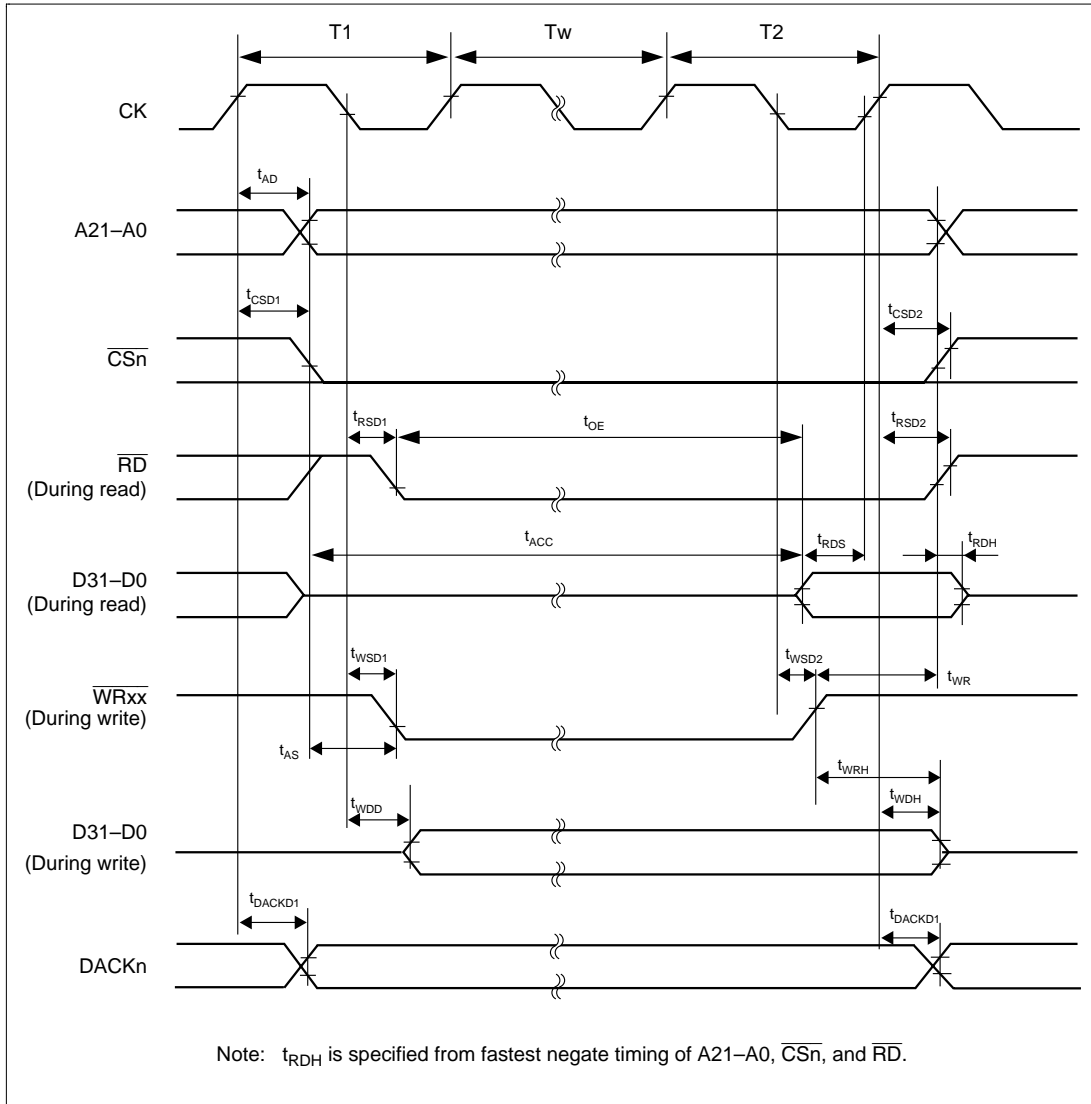 T1 Tw T2
CK
tAD
A21–A0
tCSD1 tCSD2
CSn
tRSD1 tOE tRSD2
RD
(During read)
tACC tRDS tRDH
D31–D0
(During read)
tWSD1 tWSD2 tWR
WRxx
(During write)
tAS
tWRH
tWDD tWDH
D31–D0
(During write)
tDACKD1 tDACKD1
DACKn
Note: tRDH is specified from fastest negate timing of A21–A0, CSn, and RD.